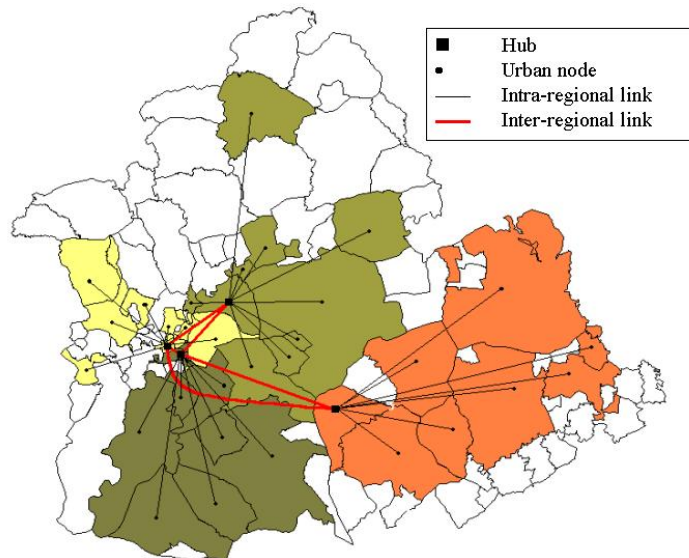 Hub
Urban node
Intra-regional link
Inter-regional link